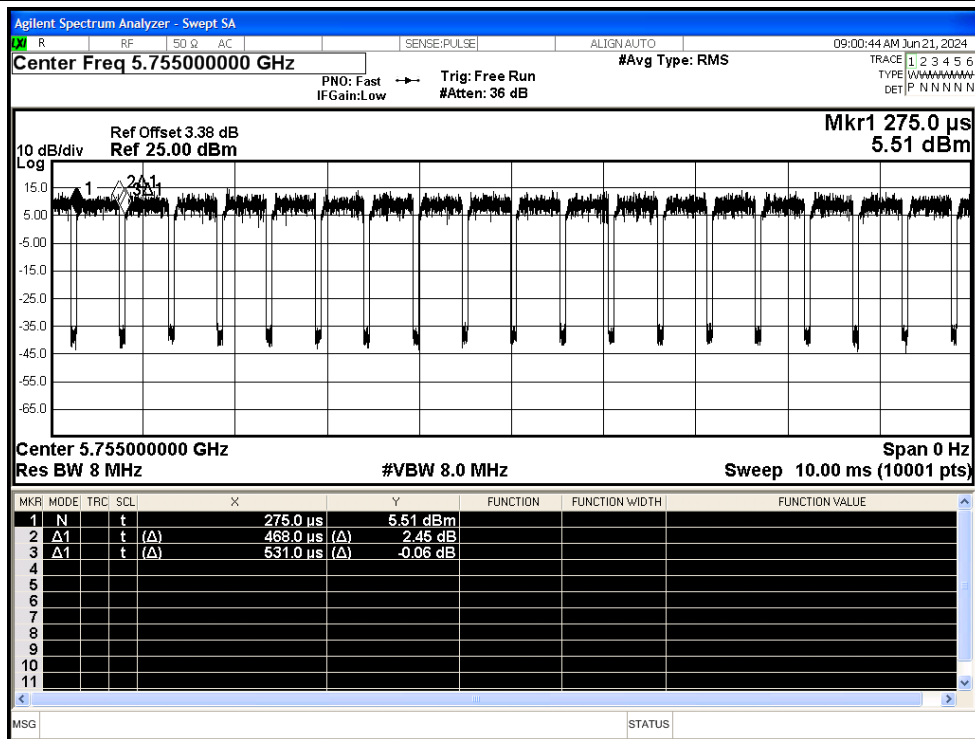 Agilent Spectrum Analyzer - Swept SA
LXI R RF 50 Ω AC SENSE:PULSE ALIGN AUTO 09:00:44 AM Jun 21, 2024
Center Freq 5.755000000 GHz
PNO: Fast
IFGain:Low
Trig: Free Run
#Atten: 36 dB
#Avg Type: RMS
TRACE 1 2 3 4 5 6
TYPE
DET P N N N N N
Ref Offset 3.38 dB
Ref 25.00 dBm
10 dB/div
Log
Mkr1 275.0 µs
5.51 dBm
1
2Δ1
3Δ1
15.0
5.00
-5.00
-15.0
-25.0
-35.0
-45.0
-55.0
-65.0
Center 5.755000000 GHz Span 0 Hz
Res BW 8 MHz #VBW 8.0 MHz Sweep 10.00 ms (10001 pts)
MKR MODE TRC SCL X Y FUNCTION FUNCTION WIDTH FUNCTION VALUE
1 N t 275.0 µs 5.51 dBm
2 Δ1 t (Δ) 468.0 µs (Δ) 2.45 dB
3 Δ1 t (Δ) 531.0 µs (Δ) -0.06 dB
4
5
6
7
8
9
10
11
MSG STATUS